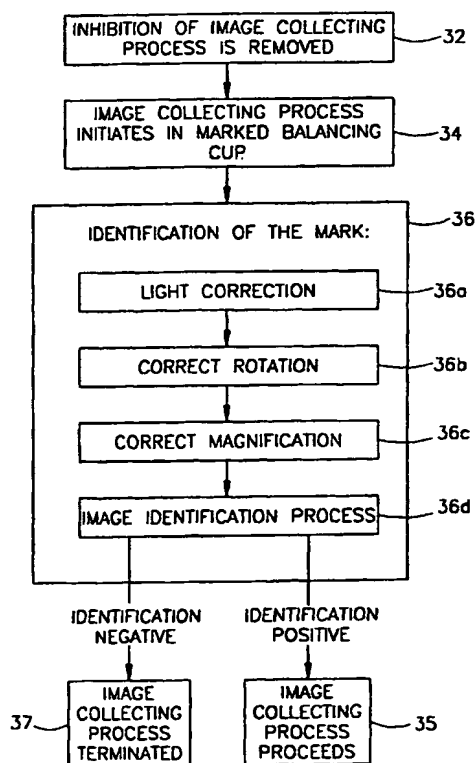 INHIBITION OF IMAGE COLLECTING
PROCESS IS REMOVED
32
IMAGE COLLECTING PROCESS
INITIATES IN MARKED BALANCING
CUP.
34
36
IDENTIFICATION OF THE MARK:
LIGHT CORRECTION
36a
CORRECT ROTATION
36b
CORRECT MAGNIFICATION
36c
IMAGE IDENTIFICATION PROCESS
36d
IDENTIFICATION
NEGATIVE
IDENTIFICATION
POSITIVE
37
IMAGE
COLLECTING
PROCESS
TERMINATED
IMAGE
COLLECTING
PROCESS
PROCEEDS
35